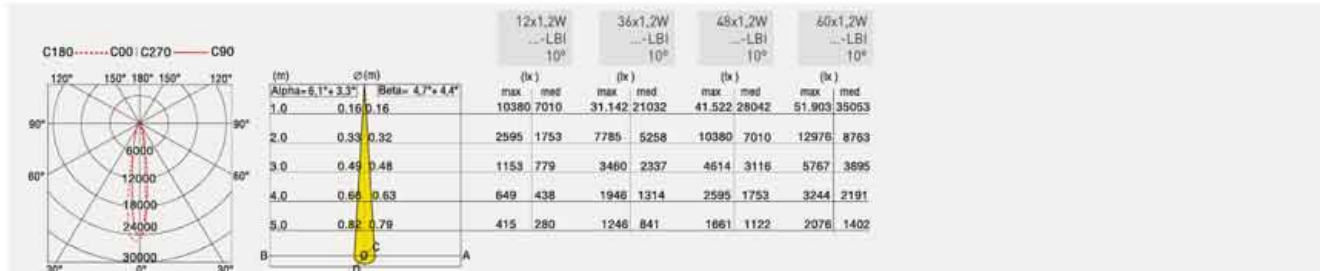 12x1,2W 36x1,2W 48x1,2W 60x1,2W
...-LBI ...-LBI ...-LBI ...-LBI
10° 10° 10° 10°
C180 C00 C270 C90
120° 150° 180° 150° 120°
90° 90°
60° 60°
30° 0° 30°
6000
12000
18000
24000
30000
(m) Ø(m) (lx) (lx) (lx) (lx)
Alpha= 6,1°+ 3,3° Beta= 4,7°+ 4,4° max med max med max med max med
1.0 0.16 0.16 10380 7010 31.142 21032 41.522 28042 51.903 35053
2.0 0.33 0.32 2595 1753 7785 5258 10380 7010 12976 8763
3.0 0.49 0.48 1153 779 3460 2337 4614 3116 5767 3895
4.0 0.66 0.63 649 438 1946 1314 2595 1753 3244 2191
5.0 0.82 0.79 415 280 1246 841 1661 1122 2076 1402
B C A
D